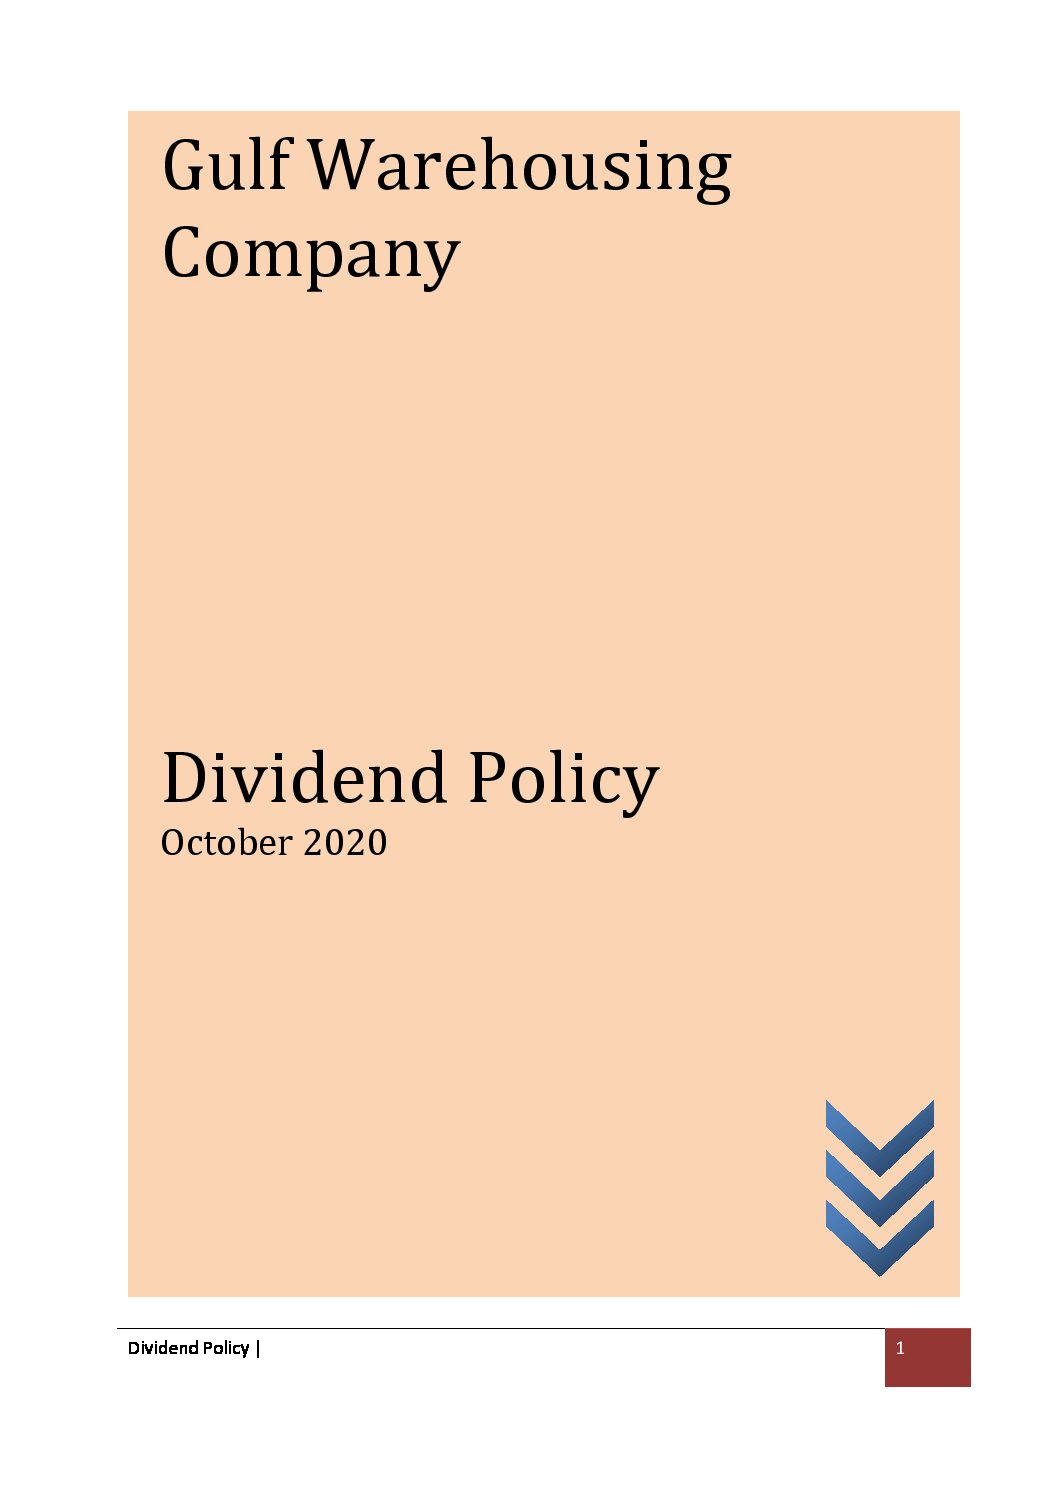 Gulf Warehousing
Company
Dividend Policy
October 2020
Dividend Policy |
1